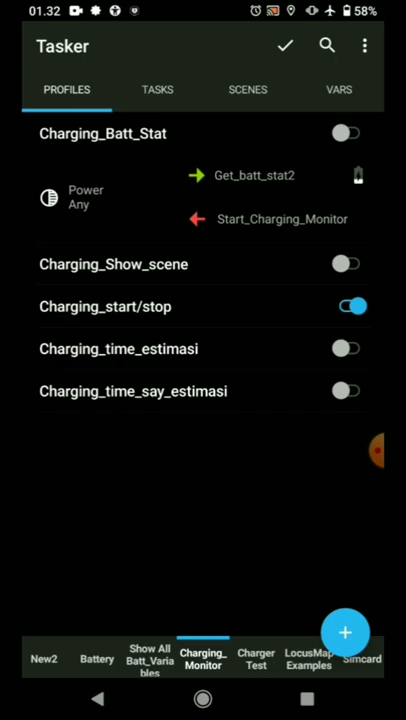 01.32
58%
Tasker
PROFILES
TASKS
SCENES
VARS
Charging_Batt_Stat
Power
Any
Get_batt_stat2
Start_Charging_Monitor
Charging_Show_scene
Charging_start/stop
Charging_time_estimasi
Charging_time_say_estimasi
+
New2
Battery
Show All
Batt_Varia
bles
Charging_
Monitor
Charger
Test
LocusMap
Examples
Simcard